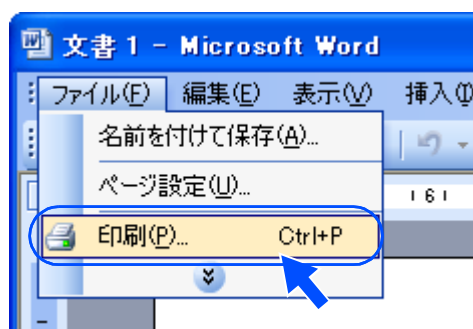 文書 1 - Microsoft Word
ファイル(F) 編集(E) 表示(V) 挿入(I
名前を付けて保存(A)...
ページ設定(U)...
6
印刷(P)... Ctrl+P